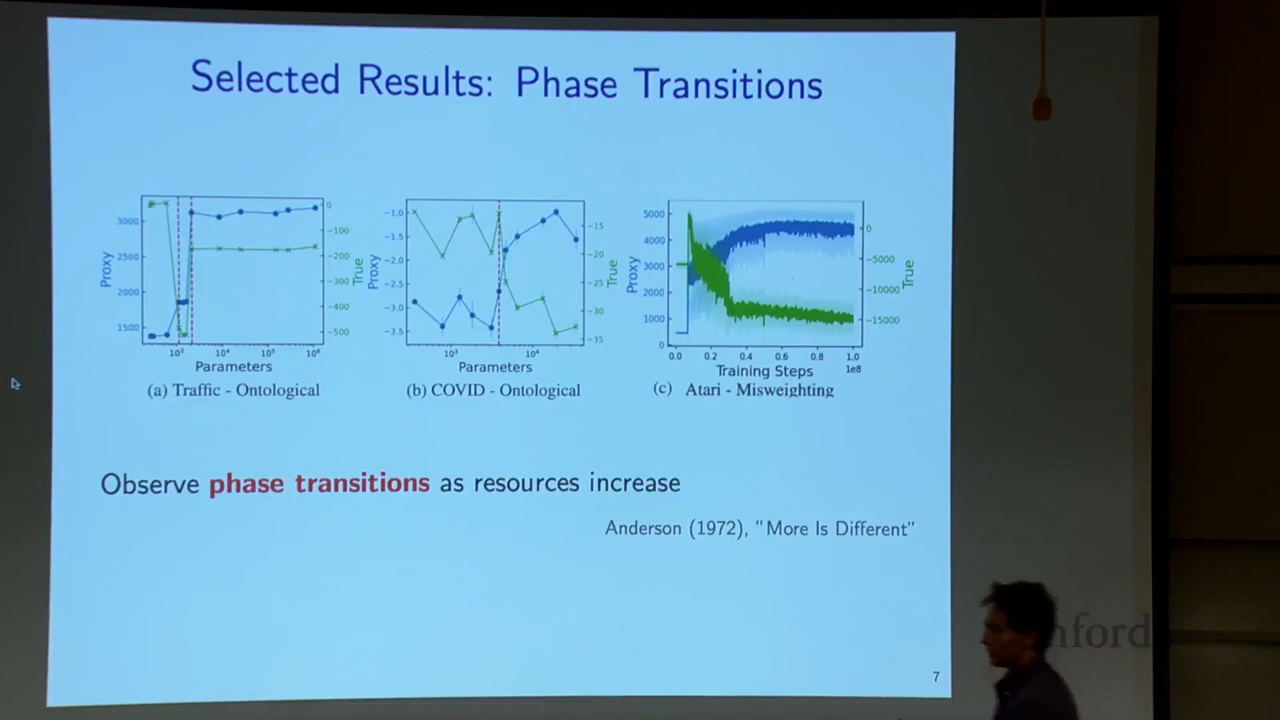 Selected Results: Phase Transitions
3000
2500
2000
1500
Proxy
0
−100
−200
−300
−400
−500
True
10³ 10⁴ 10⁵ 10⁶
Parameters
(a) Traffic - Ontological
−1.0
−1.5
−2.0
−2.5
−3.0
−3.5
Proxy
−15
−20
−25
−30
−35
True
10³ 10⁴
Parameters
(b) COVID - Ontological
5000
4000
3000
2000
1000
0
Proxy
0
−5000
−10000
−15000
True
0.0 0.2 0.4 0.6 0.8 1.0
1e8
Training Steps
(c) Atari - Misweighting
Observe phase transitions as resources increase
Anderson (1972), "More Is Different"
nford
7